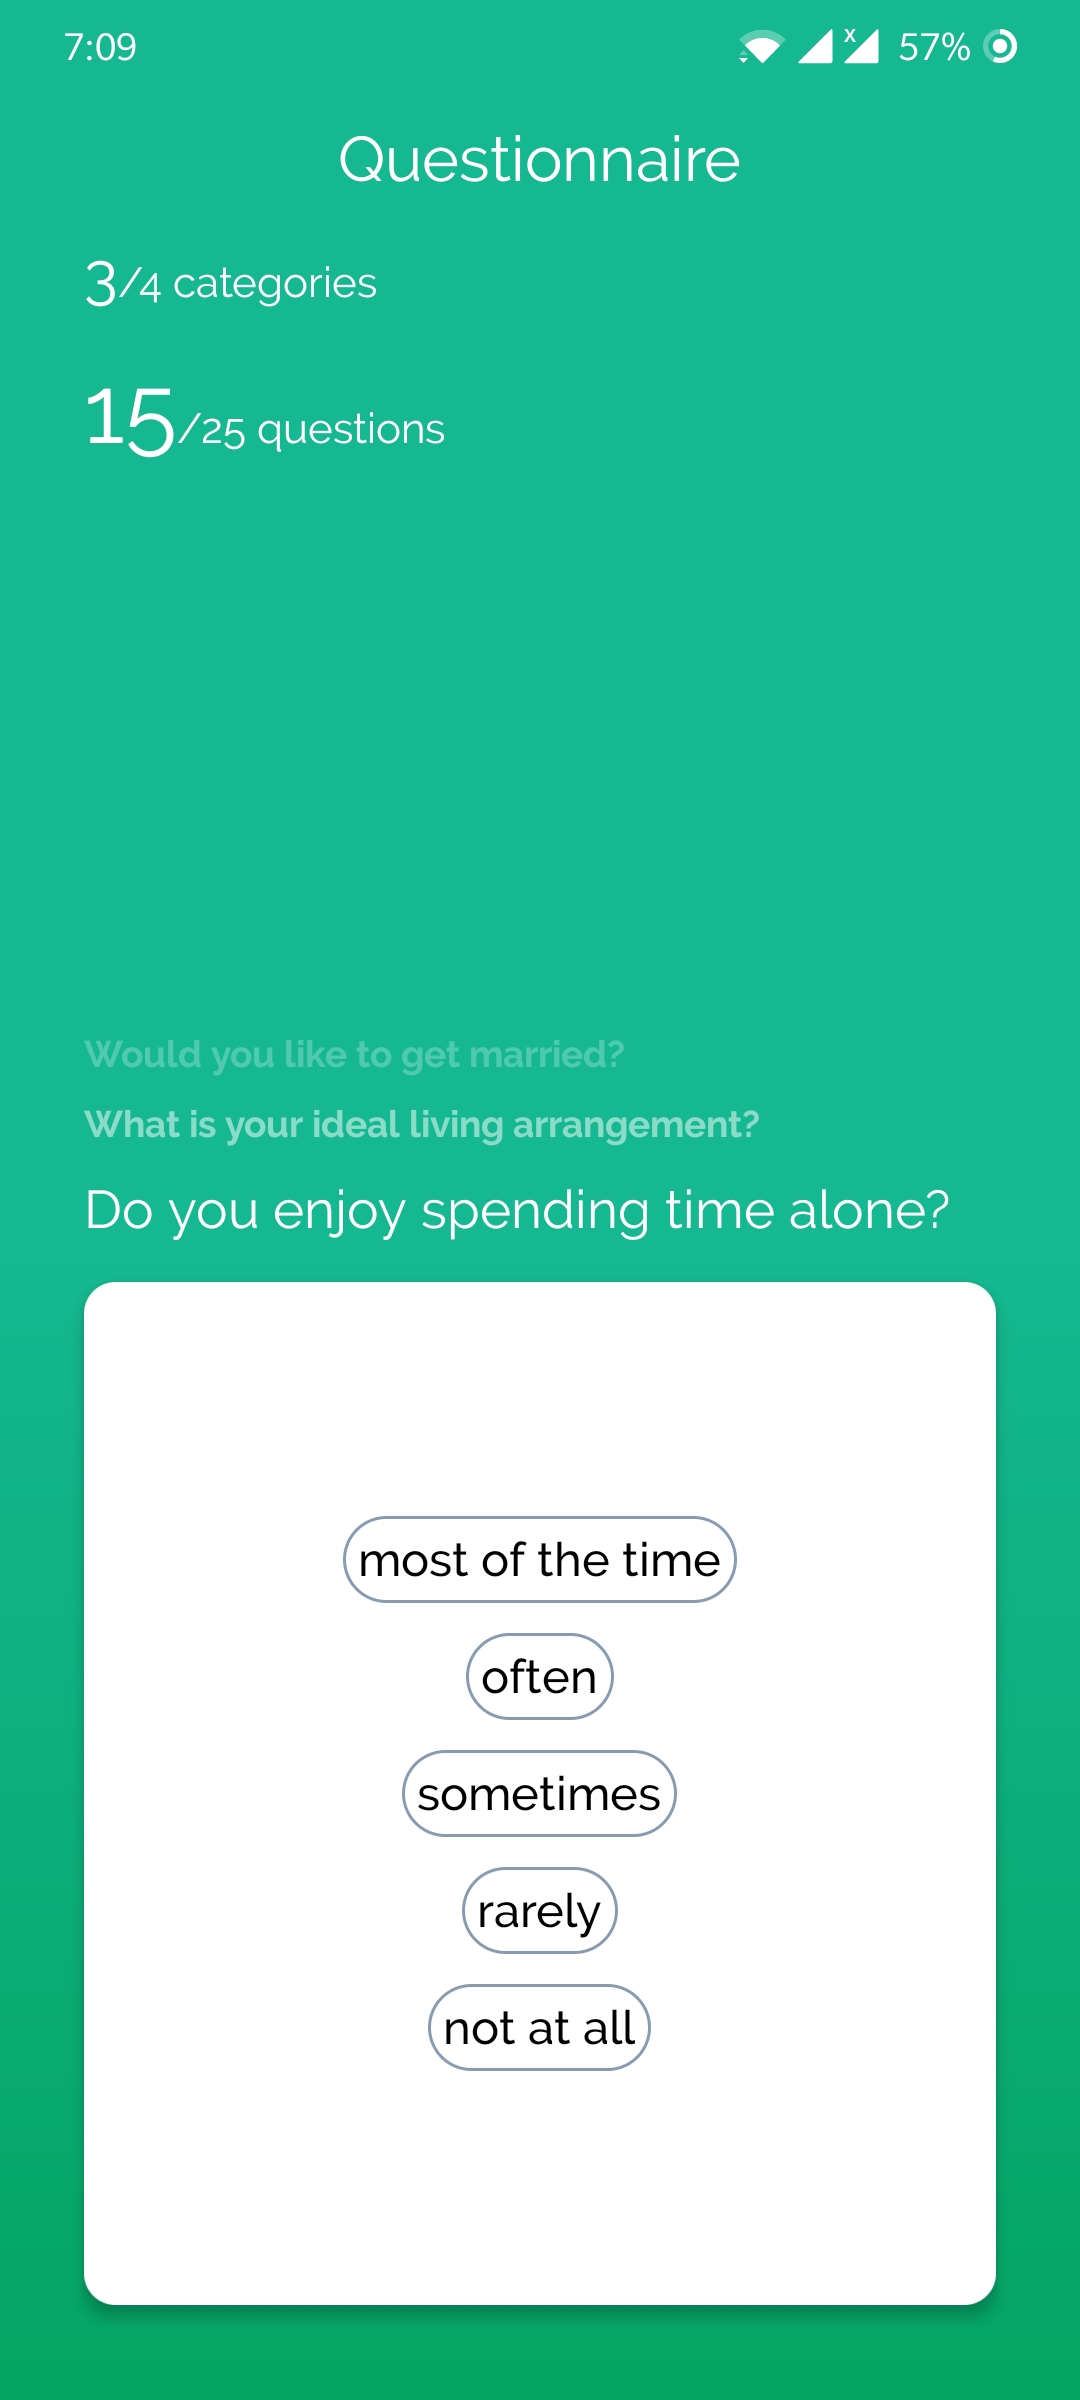 7:09
x 57%
Questionnaire
3/4 categories
15/25 questions
Would you like to get married?
What is your ideal living arrangement?
Do you enjoy spending time alone?
most of the time
often
sometimes
rarely
not at all